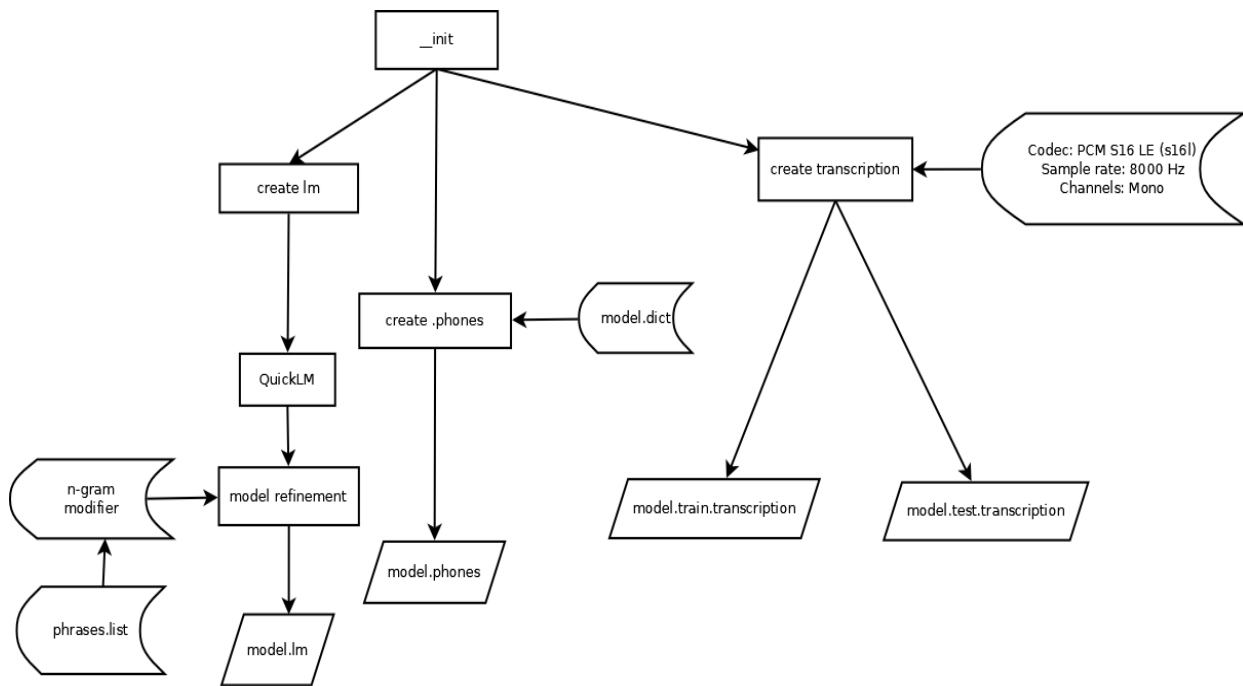 __init
create lm
create transcription
Codec: PCM S16 LE (s16l)
Sample rate: 8000 Hz
Channels: Mono
create .phones
model.dict
QuickLM
n-gram
modifier
model refinement
model.train.transcription
model.test.transcription
model.phones
phrases.list
model.lm